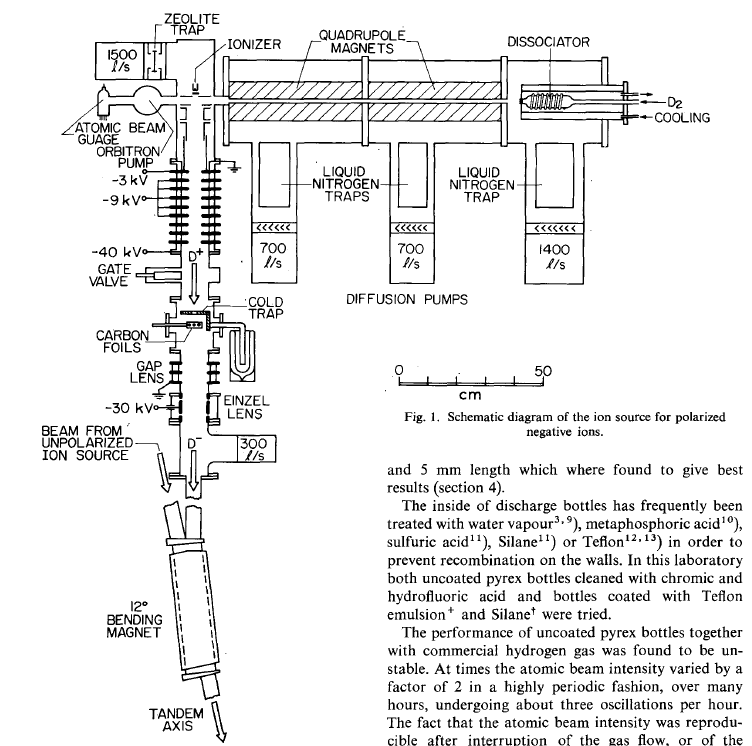 ZEOLITE
TRAP
1500
l/s
IONIZER
QUADRUPOLE
MAGNETS
DISSOCIATOR
D2
COOLING
ATOMIC BEAM
GUAGE
ORBITRON
PUMP
-3 kV
-9 kV
-40 kV
D+
GATE
VALVE
LIQUID
NITROGEN
TRAPS
LIQUID
NITROGEN
TRAP
<<<<<<
<<<<<<
<<<<<<
700
l/s
700
l/s
1400
l/s
DIFFUSION PUMPS
COLD
TRAP
CARBON
FOILS
GAP
LENS
-30 kV
EINZEL
LENS
BEAM FROM
UNPOLARIZED
ION SOURCE
D-
300
l/s
12°
BENDING
MAGNET
TANDEM
AXIS
0 50
cm
Fig. 1. Schematic diagram of the ion source for polarized
negative ions.
and 5 mm length which where found to give best
results (section 4).
The inside of discharge bottles has frequently been
treated with water vapour3,9), metaphosphoric acid10),
sulfuric acid11), Silane11) or Teflon12,13) in order to
prevent recombination on the walls. In this laboratory
both uncoated pyrex bottles cleaned with chromic and
hydrofluoric acid and bottles coated with Teflon
emulsion+ and Silane† were tried.
The performance of uncoated pyrex bottles together
with commercial hydrogen gas was found to be un-
stable. At times the atomic beam intensity varied by a
factor of 2 in a highly periodic fashion, over many
hours, undergoing about three oscillations per hour.
The fact that the atomic beam intensity was reprodu-
cible after interruption of the gas flow, or of the